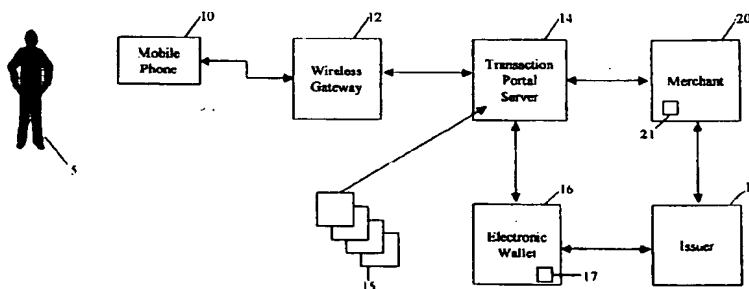 10
12
14
20
Mobile
Phone
Wireless
Gateway
Transaction
Portal
Server
Merchant
21
5
16
Electronic
Wallet
17
Issuer
15